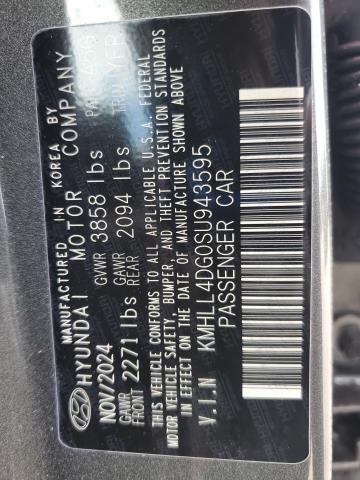 MANUFACTURED IN KOREA BY
HYUNDAI MOTOR COMPANY
NOV/2024 GVWR 3858 lbs
GAWR FRONT 2271 lbs GAWR REAR 2094 lbs
THIS VEHICLE CONFORMS TO ALL APPLICABLE U.S.A. FEDERAL
MOTOR VEHICLE SAFETY, BUMPER, AND THEFT PREVENTION STANDARDS
IN EFFECT ON THE DATE OF MANUFACTURE SHOWN ABOVE
V.I.N KMHLL4DG0SU943595
PASSENGER CAR